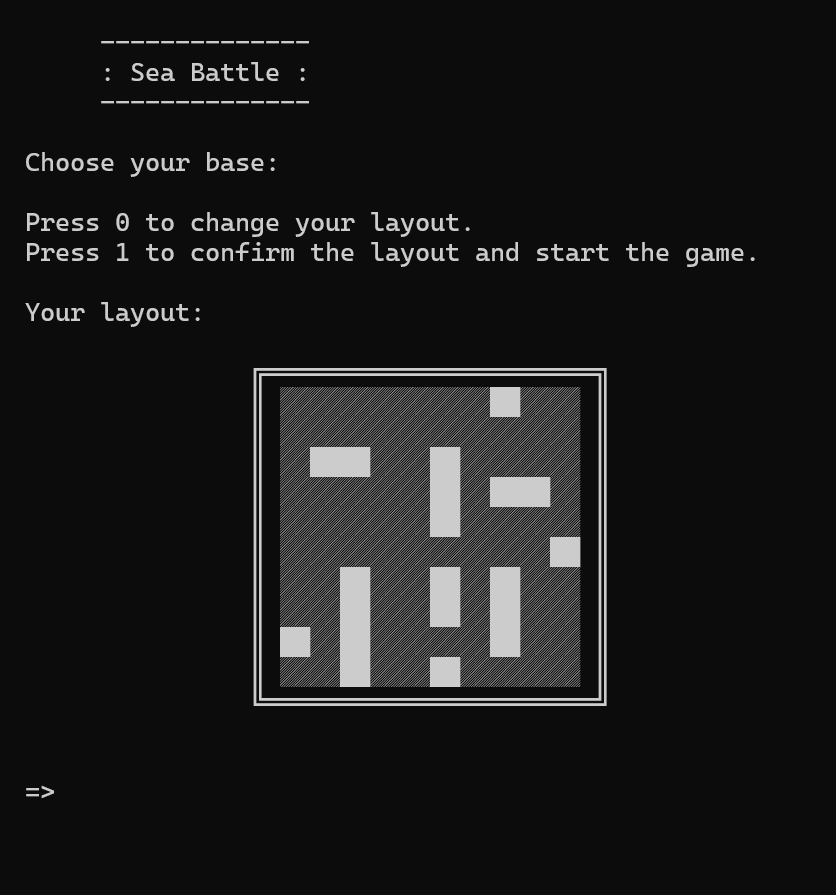 --------------
: Sea Battle :
--------------
Choose your base:
Press 0 to change your layout.
Press 1 to confirm the layout and start the game.
Your layout:
=>